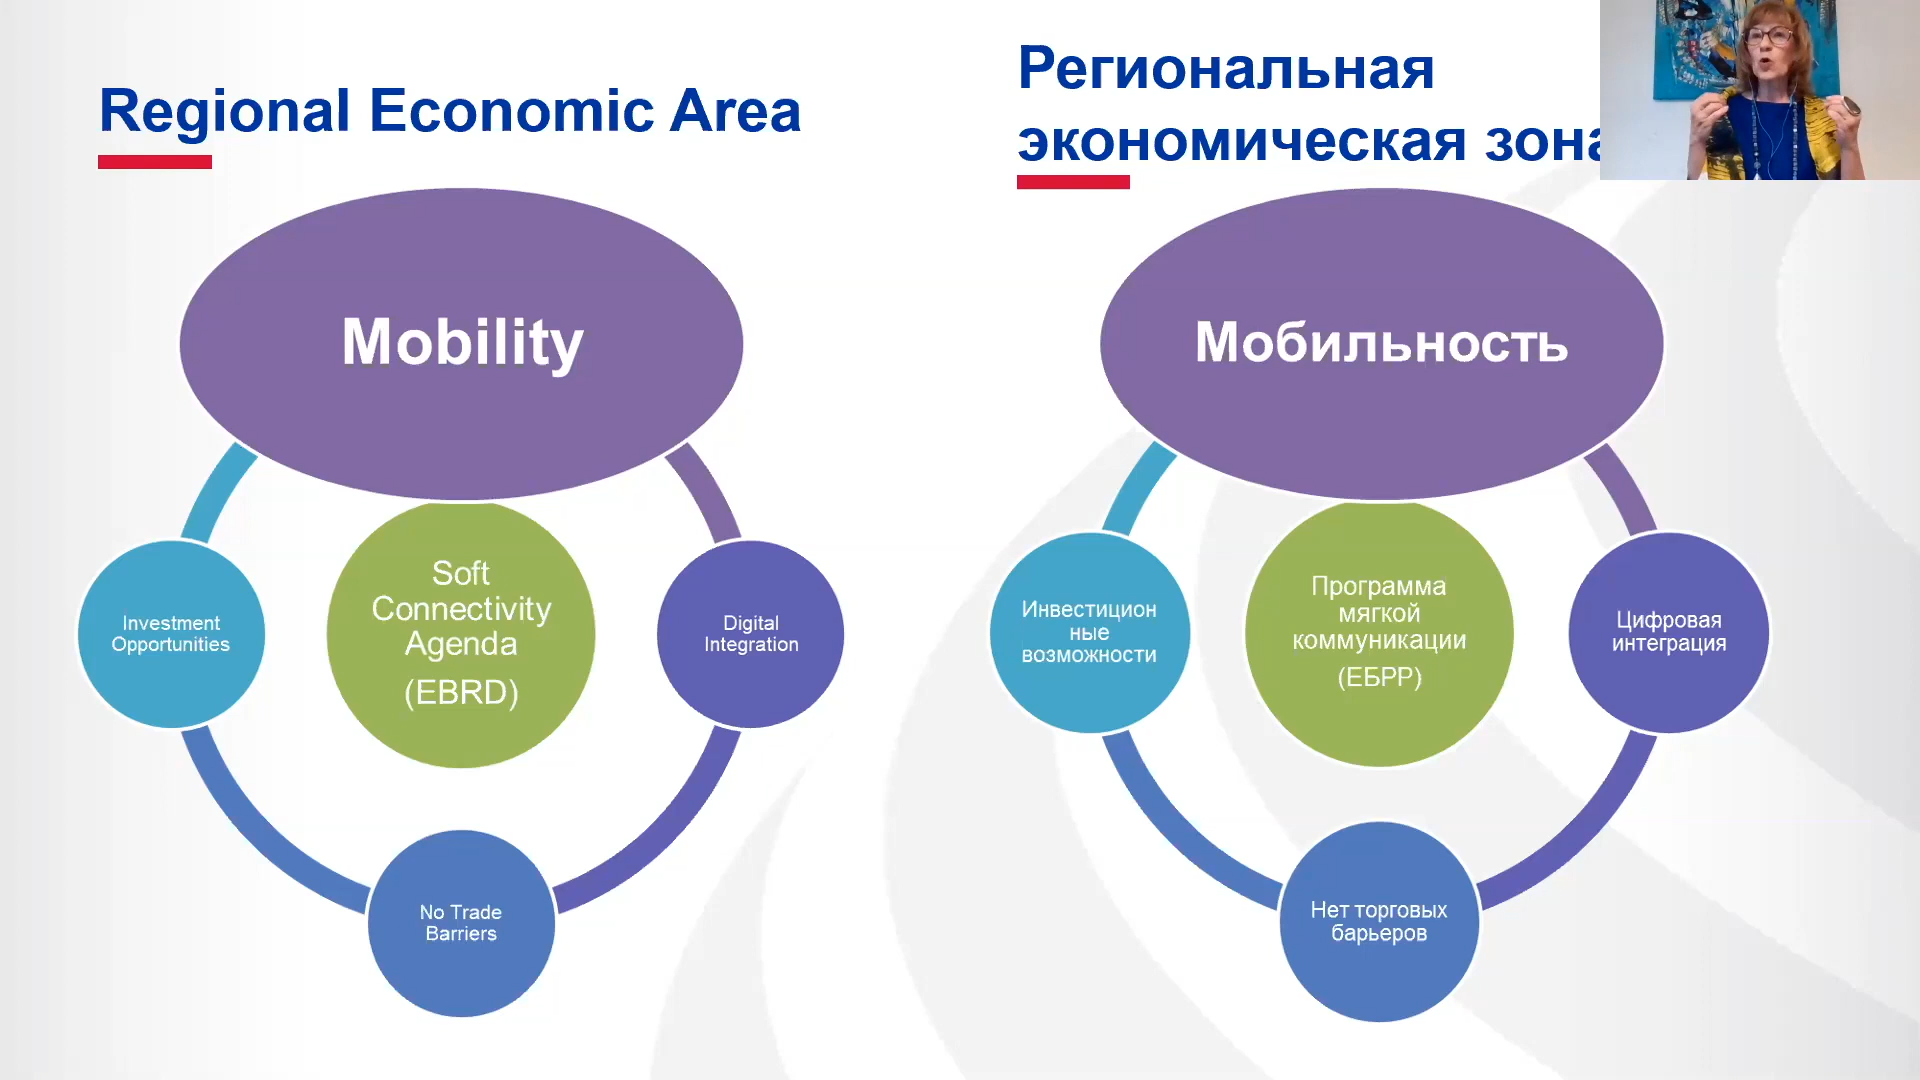 Regional Economic Area
Mobility
Soft
Connectivity
Agenda
(EBRD)
Investment
Opportunities
Digital
Integration
No Trade
Barriers
Региональная
экономическая зона
Мобильность
Программа
мягкой
коммуникации
(ЕБРР)
Инвестицион
ные
возможности
Цифровая
интеграция
Нет торговых
барьеров